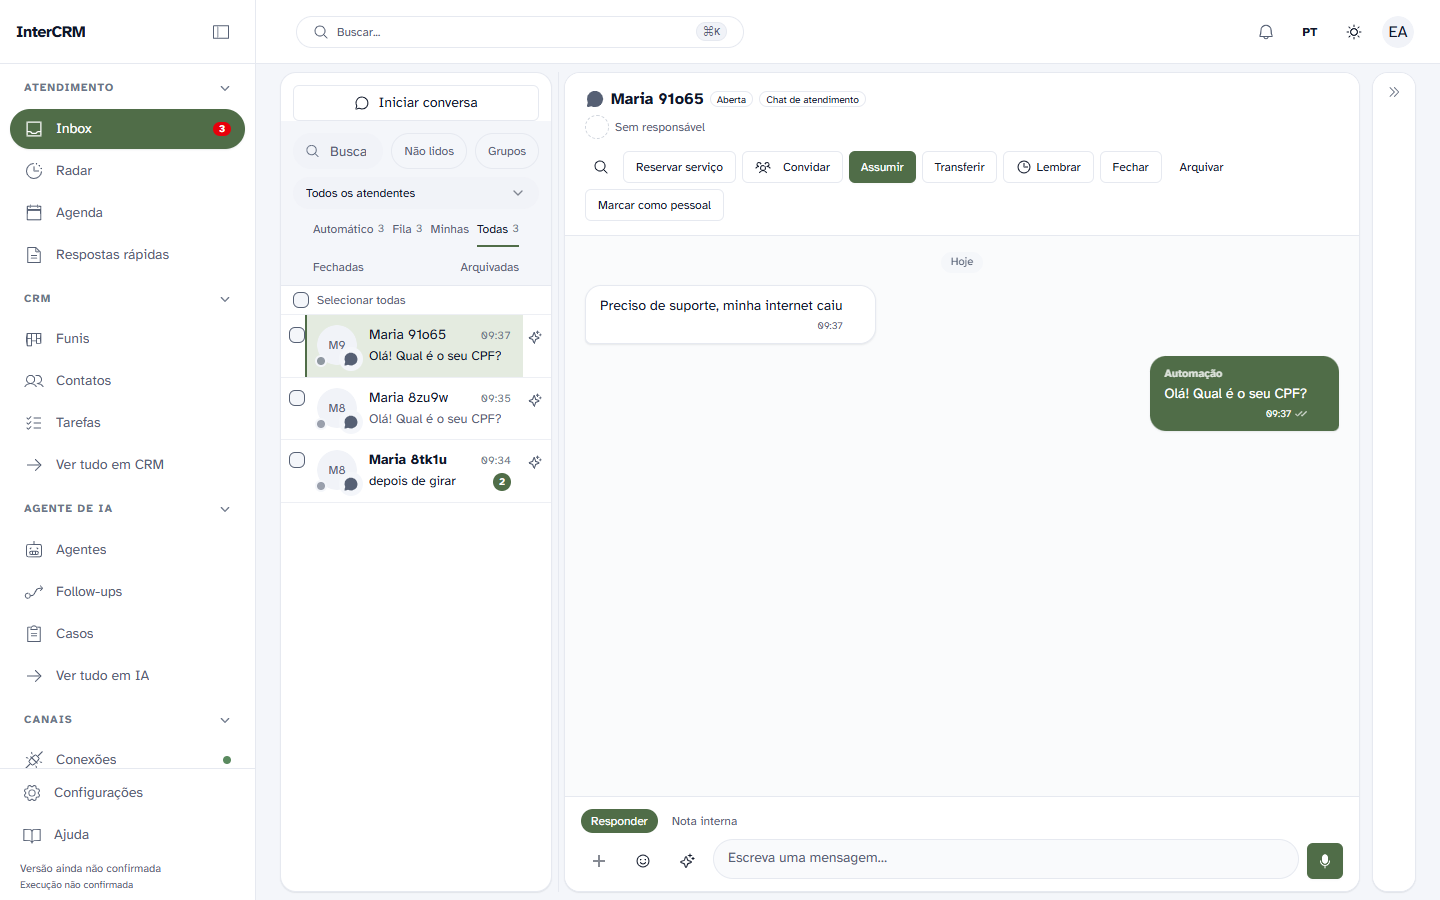 InterCRM
Buscar...
⌘K
PT
EA
ATENDIMENTO
Inbox
3
Radar
Agenda
Respostas rápidas
CRM
Funis
Contatos
Tarefas
Ver tudo em CRM
AGENTE DE IA
Agentes
Follow-ups
Casos
Ver tudo em IA
CANAIS
Conexões
Configurações
Ajuda
Versão ainda não confirmada
Execução não confirmada
Iniciar conversa
Busca
Não lidos
Grupos
Todos os atendentes
Automático 3 Fila 3 Minhas Todas 3
Fechadas Arquivadas
Selecionar todas
M9
Maria 91o65 09:37
Olá! Qual é o seu CPF?
M8
Maria 8zu9w 09:35
Olá! Qual é o seu CPF?
M8
Maria 8tk1u 09:34
depois de girar 2
Maria 91o65 Aberta Chat de atendimento
Sem responsável
Reservar serviço Convidar Assumir Transferir Lembrar Fechar Arquivar
Marcar como pessoal
Hoje
Preciso de suporte, minha internet caiu
09:37
Automação
Olá! Qual é o seu CPF?
09:37
Responder Nota interna
Escreva uma mensagem...